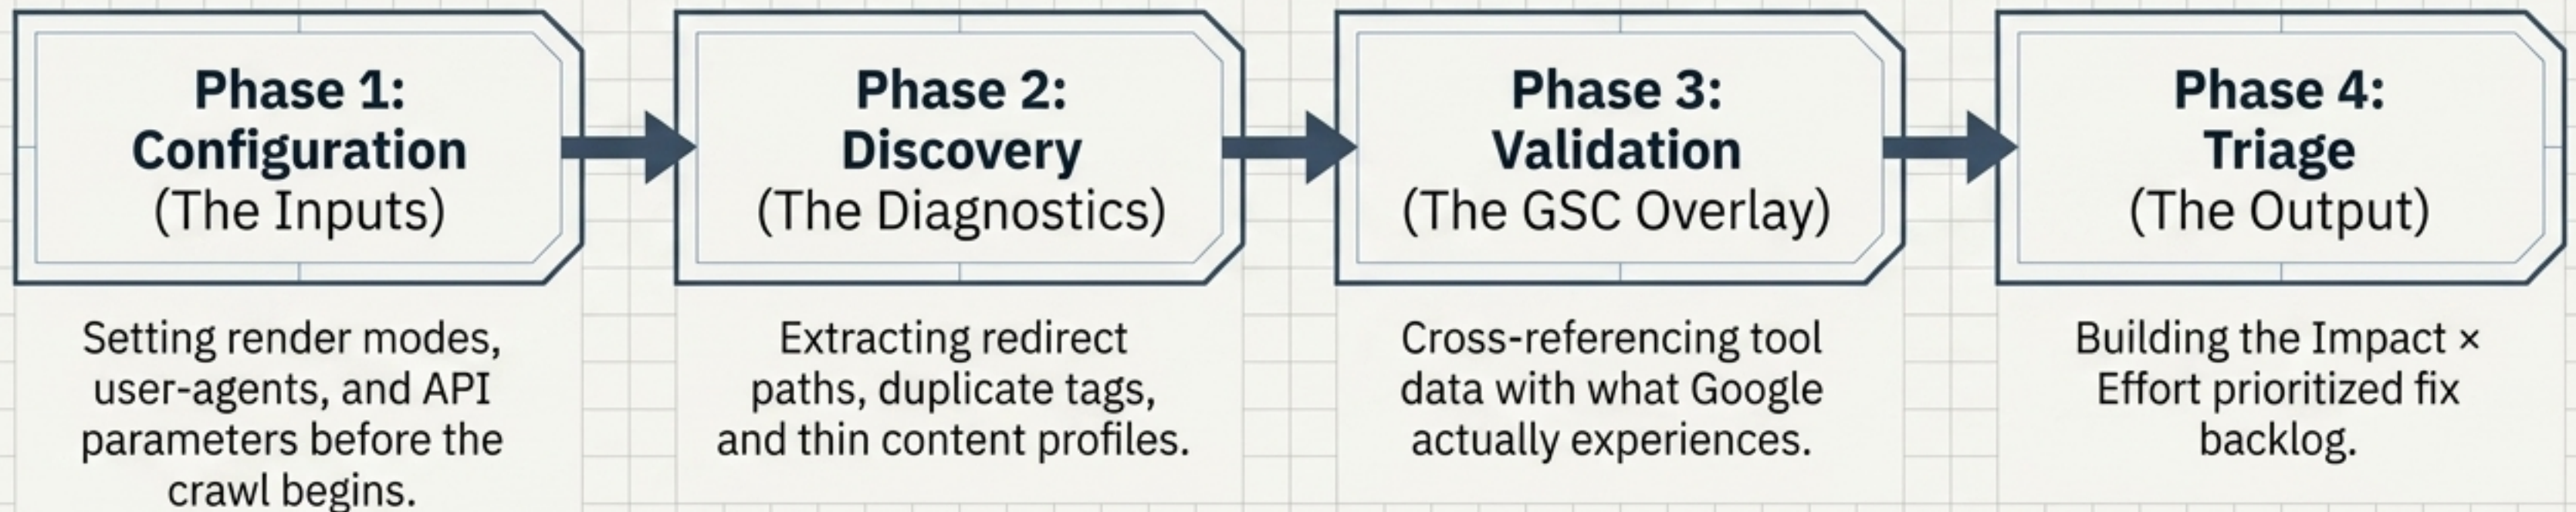 Phase 1:
Configuration
(The Inputs)
Setting render modes,
user-agents, and API
parameters before the
crawl begins.
Phase 2:
Discovery
(The Diagnostics)
Extracting redirect
paths, duplicate tags,
and thin content profiles.
Phase 3:
Validation
(The GSC Overlay)
Cross-referencing tool
data with what Google
actually experiences.
Phase 4:
Triage
(The Output)
Building the Impact ×
Effort prioritized fix
backlog.